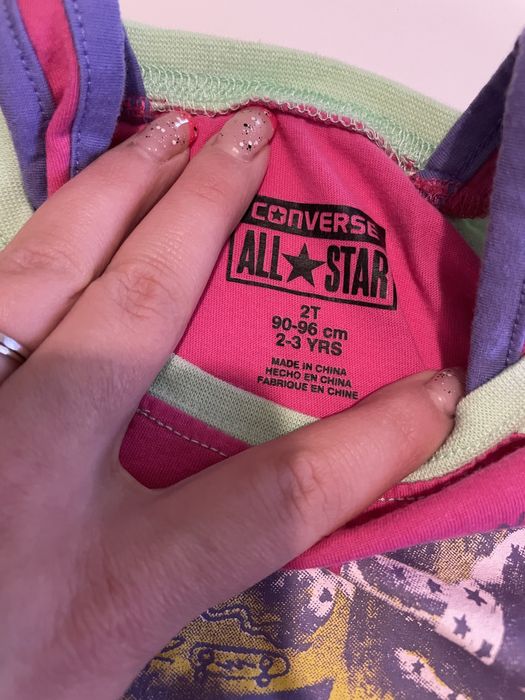 CONVERSE
ALL★STAR
2T
90-96 cm
2-3 YRS
MADE IN CHINA
HECHO EN CHINA
FABRIQUE EN CHINE